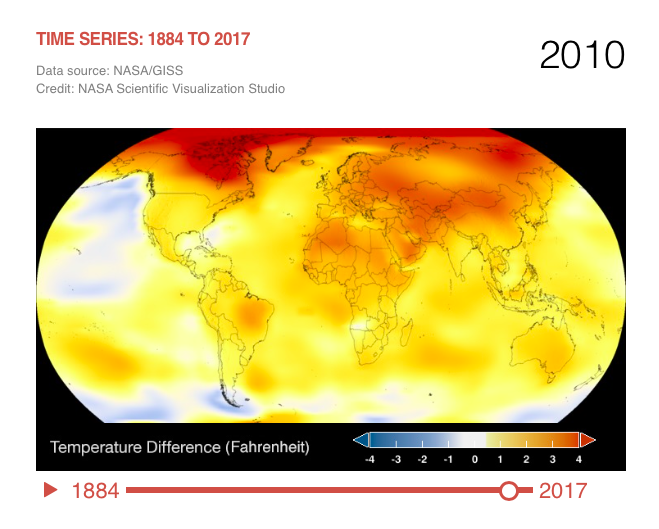 TIME SERIES: 1884 TO 2017
2010
Data source: NASA/GISS
Credit: NASA Scientific Visualization Studio
Temperature Difference (Fahrenheit)
-4 -3 -2 -1 0 1 2 3 4
1884 2017